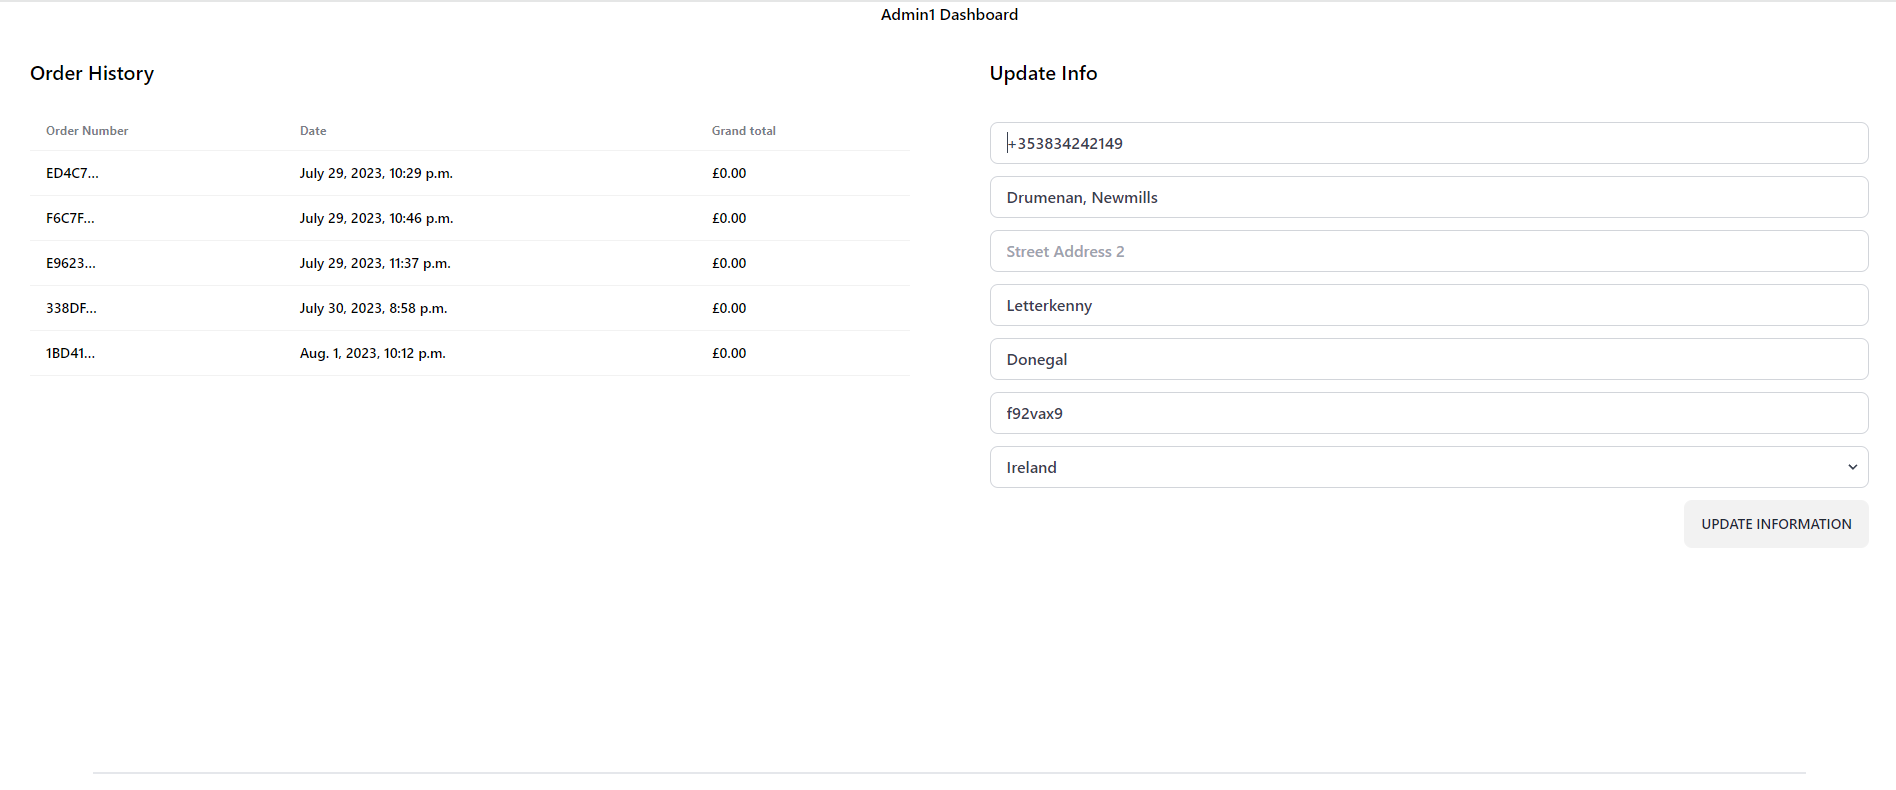 Admin1 Dashboard
Order History
Order Number Date Grand total
ED4C7... July 29, 2023, 10:29 p.m. £0.00
F6C7F... July 29, 2023, 10:46 p.m. £0.00
E9623... July 29, 2023, 11:37 p.m. £0.00
338DF... July 30, 2023, 8:58 p.m. £0.00
1BD41... Aug. 1, 2023, 10:12 p.m. £0.00
Update Info
+353834242149
Drumenan, Newmills
Street Address 2
Letterkenny
Donegal
f92vax9
Ireland
UPDATE INFORMATION